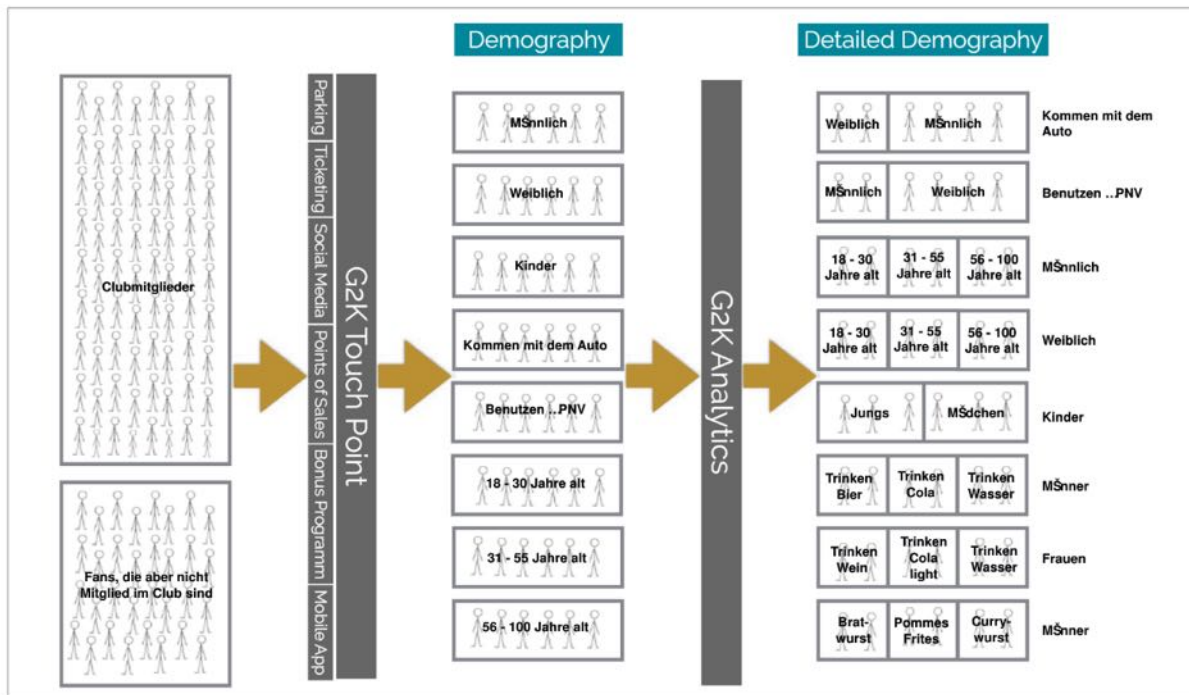 Demography
Detailed Demography
Clubmitglieder
Fans, die aber nicht
Mitglied im Club sind
Parking
Ticketing
Social Media
Points of Sales
Bonus Programm
Mobile App
G2K Touch Point
MŠnnlich
Weiblich
Kinder
Kommen mit dem Auto
Benutzen ...PNV
18 - 30 Jahre alt
31 - 55 Jahre alt
56 - 100 Jahre alt
G2K Analytics
Weiblich
MŠnnlich
Kommen mit dem
Auto
MŠnnlich
Weiblich
Benutzen ...PNV
18 - 30
Jahre alt
31 - 55
Jahre alt
56 - 100
Jahre alt
MŠnnlich
18 - 30
Jahre alt
31 - 55
Jahre alt
56 - 100
Jahre alt
Weiblich
Jungs
MŠdchen
Kinder
Trinken
Bier
Trinken
Cola
Trinken
Wasser
MŠnner
Trinken
Wein
Trinken
Cola
light
Trinken
Wasser
Frauen
Brat-
wurst
Pommes
Frites
Curry-
wurst
MŠnner